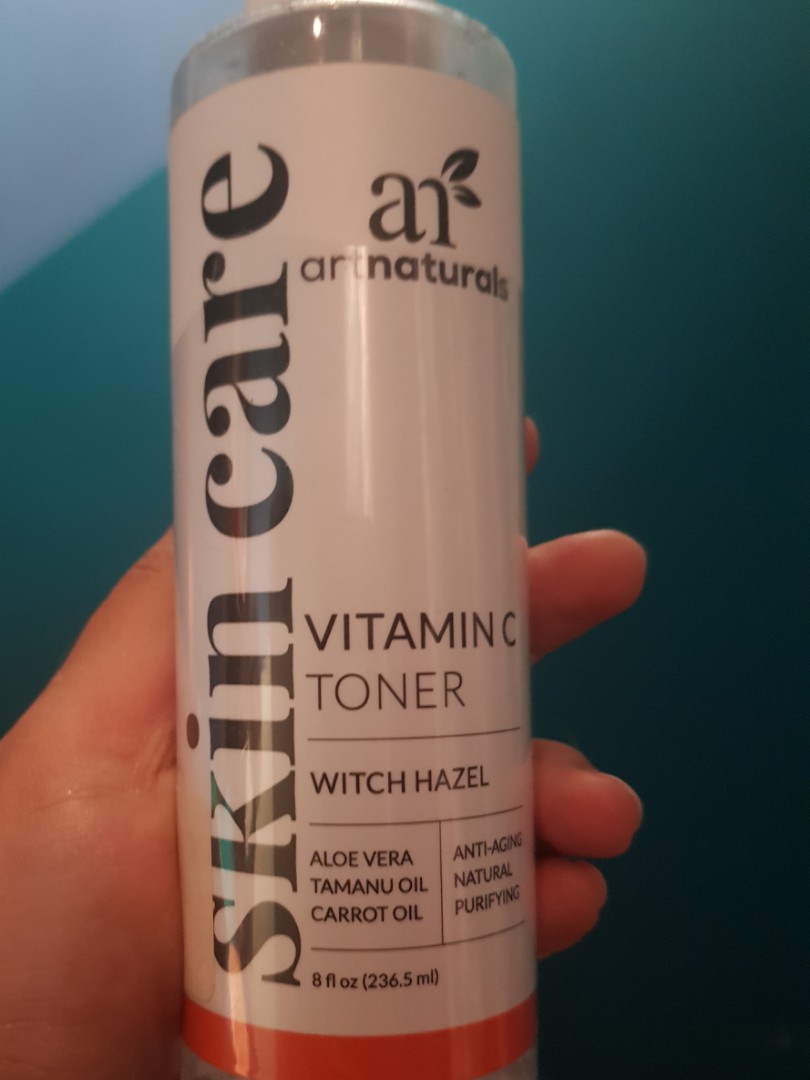 skin care
an
artnaturals
VITAMIN C
TONER
WITCH HAZEL
ALOE VERA
TAMANU OIL
CARROT OIL
ANTI-AGING
NATURAL
PURIFYING
8 fl oz (236.5 ml)